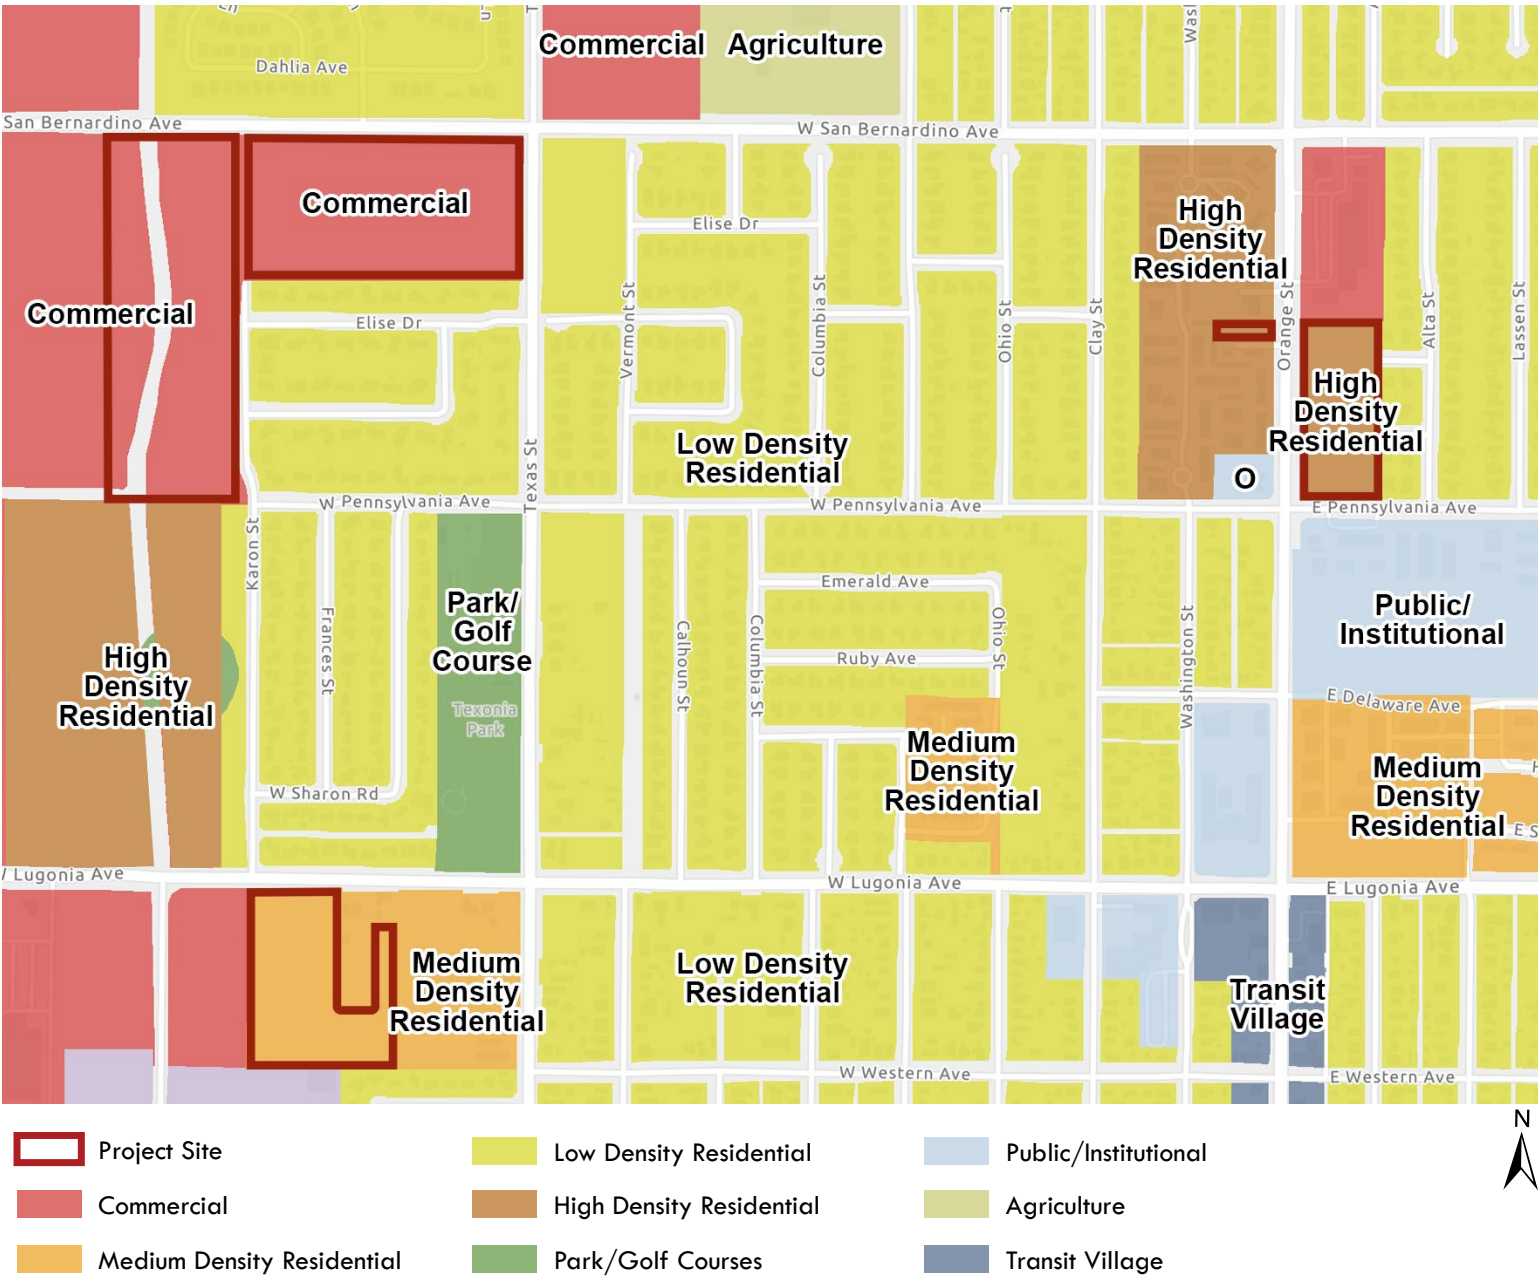 Dahlia Ave
Commercial
Agriculture
San Bernardino Ave
W San Bernardino Ave
Commercial
High
Density
Residential
Elise Dr
Commercial
Elise Dr
Vermont St
Columbia St
Ohio St
Clay St
Orange St
Alta St
Lassen St
High
Density
Residential
Low Density
Residential
Texas St
O
W Pennsylvania Ave
W Pennsylvania Ave
E Pennsylvania Ave
Karon St
Emerald Ave
Park/
Golf
Course
Public/
Institutional
Frances St
Calhoun St
Columbia St
Ohio St
Washington St
Ruby Ave
High
Density
Residential
Texonia
Park
E Delaware Ave
Medium
Density
Residential
Medium
Density
Residential
W Sharon Rd
E S
Lugonia Ave
W Lugonia Ave
E Lugonia Ave
Medium
Density
Residential
Low Density
Residential
Transit
Village
W Western Ave
E Western Ave
N
Project Site
Low Density Residential
Public/Institutional
Commercial
High Density Residential
Agriculture
Medium Density Residential
Park/Golf Courses
Transit Village